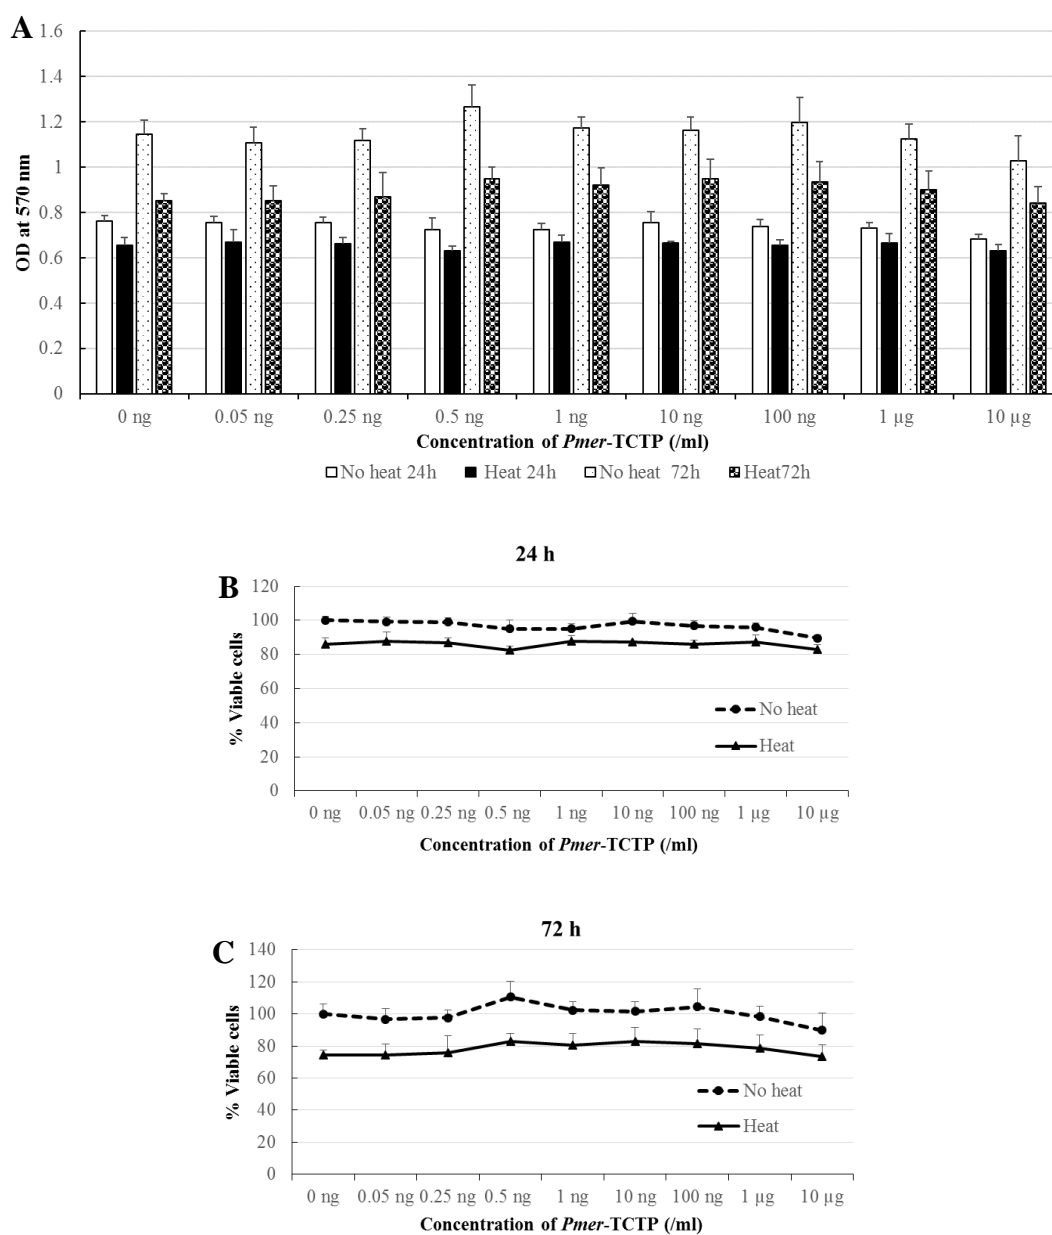 A
1.6
1.4
1.2
1
0.8
0.6
0.4
0.2
0
OD at 570 nm
0 ng 0.05 ng 0.25 ng 0.5 ng 1 ng 10 ng 100 ng 1 µg 10 µg
Concentration of Pmer-TCTP (/ml)
No heat 24h Heat 24h No heat 72h Heat72h
24 h
B
120
100
80
60
40
20
0
% Viable cells
No heat
Heat
0 ng 0.05 ng 0.25 ng 0.5 ng 1 ng 10 ng 100 ng 1 µg 10 µg
Concentration of Pmer-TCTP (/ml)
72 h
C
140
120
100
80
60
40
20
0
% Viable cells
No heat
Heat
0 ng 0.05 ng 0.25 ng 0.5 ng 1 ng 10 ng 100 ng 1 µg 10 µg
Concentration of Pmer-TCTP (/ml)